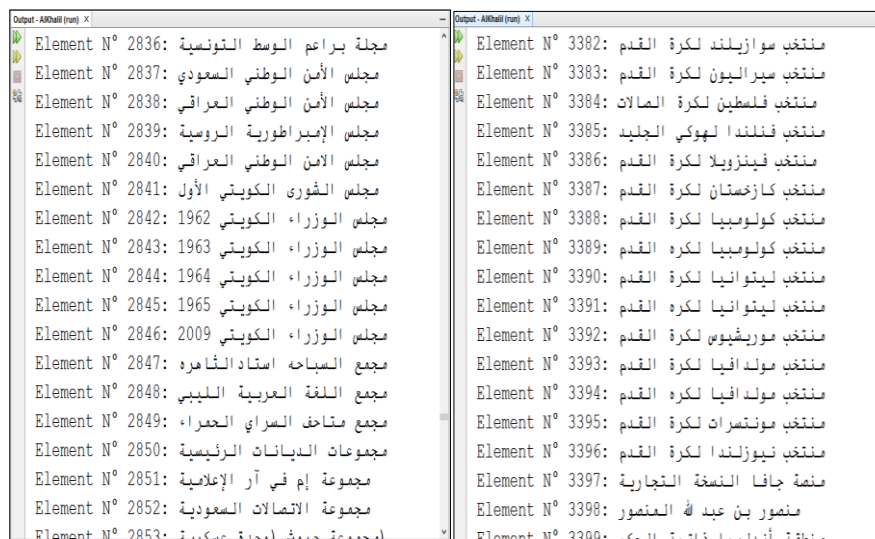 Output - AlKhalil (run) X
Element N° 2836: مجلة براعم الوسط التونسية
Element N° 2837: مجلس الأمن الوطني السعودي
Element N° 2838: مجلس الأمن الوطني العراقي
Element N° 2839: مجلس الإمبراطورية الروسية
Element N° 2840: مجلس الامن الوطني العراقي
Element N° 2841: مجلس الشورى الكويتي الأول
Element N° 2842: 1962 مجلس الوزراء الكويتي
Element N° 2843: 1963 مجلس الوزراء الكويتي
Element N° 2844: 1964 مجلس الوزراء الكويتي
Element N° 2845: 1965 مجلس الوزراء الكويتي
Element N° 2846: 2009 مجلس الوزراء الكويتي
Element N° 2847: مجمع السباحه استادالثاهره
Element N° 2848: مجمع اللغة العربية الليبي
Element N° 2849: مجمع متاحف السراي الحمراء
Element N° 2850: مجموعات الديانات الرئيسية
Element N° 2851: مجموعة إم في آر الإعلامية
Element N° 2852: مجموعة الاتصالات السعودية
Element N° 2853:
Output - AlKhalil (run) X
Element N° 3382: منتخب سوازيلند لكرة القدم
Element N° 3383: منتخب سيراليون لكرة القدم
Element N° 3384: منتخب فلسطين لكرة الصالات
Element N° 3385: منتخب فنلندا لهوكي الجليد
Element N° 3386: منتخب فينزويلا لكرة القدم
Element N° 3387: منتخب كازخستان لكرة القدم
Element N° 3388: منتخب كولومبيا لكرة القدم
Element N° 3389: منتخب كولومبيا لكره القدم
Element N° 3390: منتخب ليتوانيا لكرة القدم
Element N° 3391: منتخب ليتوانيا لكره القدم
Element N° 3392: منتخب موريشيوس لكرة القدم
Element N° 3393: منتخب مولدافيا لكرة القدم
Element N° 3394: منتخب مولدافيا لكره القدم
Element N° 3395: منتخب مونتسرات لكرة القدم
Element N° 3396: منتخب نيوزلندا لكرة القدم
Element N° 3397: منصة جافا النسخة التجارية
Element N° 3398: منصور بن عبد لله المنصور
Element N° 3399: